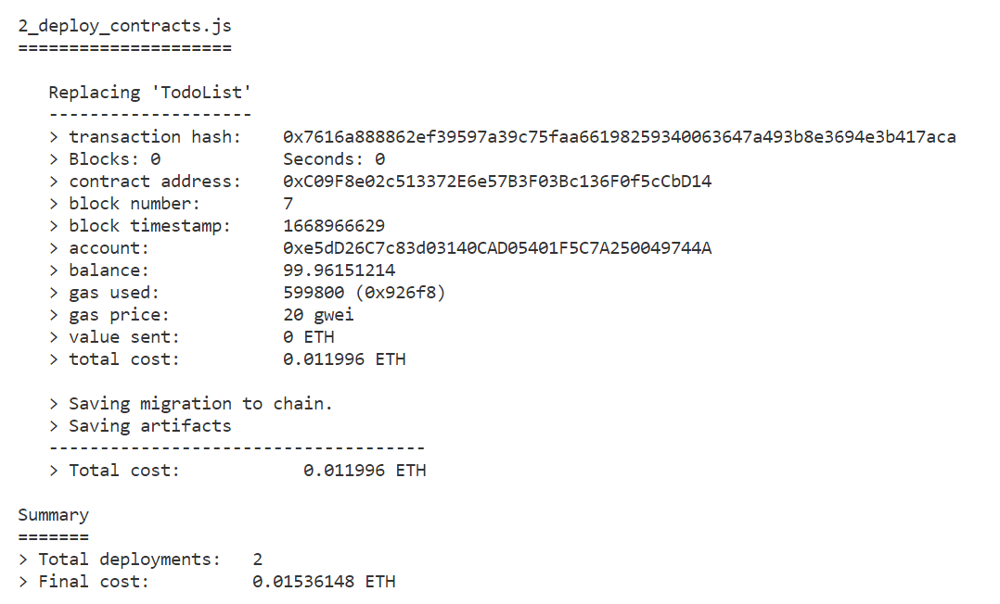 2_deploy_contracts.js
=====================
Replacing 'TodoList'
--------------------
> transaction hash: 0x7616a888862ef39597a39c75faa66198259340063647a493b8e3694e3b417aca
> Blocks: 0 Seconds: 0
> contract address: 0xC09F8e02c513372E6e57B3F03Bc136F0f5cCbD14
> block number: 7
> block timestamp: 1668966629
> account: 0xe5dD26C7c83d03140CAD05401F5C7A250049744A
> balance: 99.96151214
> gas used: 599800 (0x926f8)
> gas price: 20 gwei
> value sent: 0 ETH
> total cost: 0.011996 ETH
> Saving migration to chain.
> Saving artifacts
-------------------------------------
> Total cost: 0.011996 ETH
Summary
=======
> Total deployments: 2
> Final cost: 0.01536148 ETH